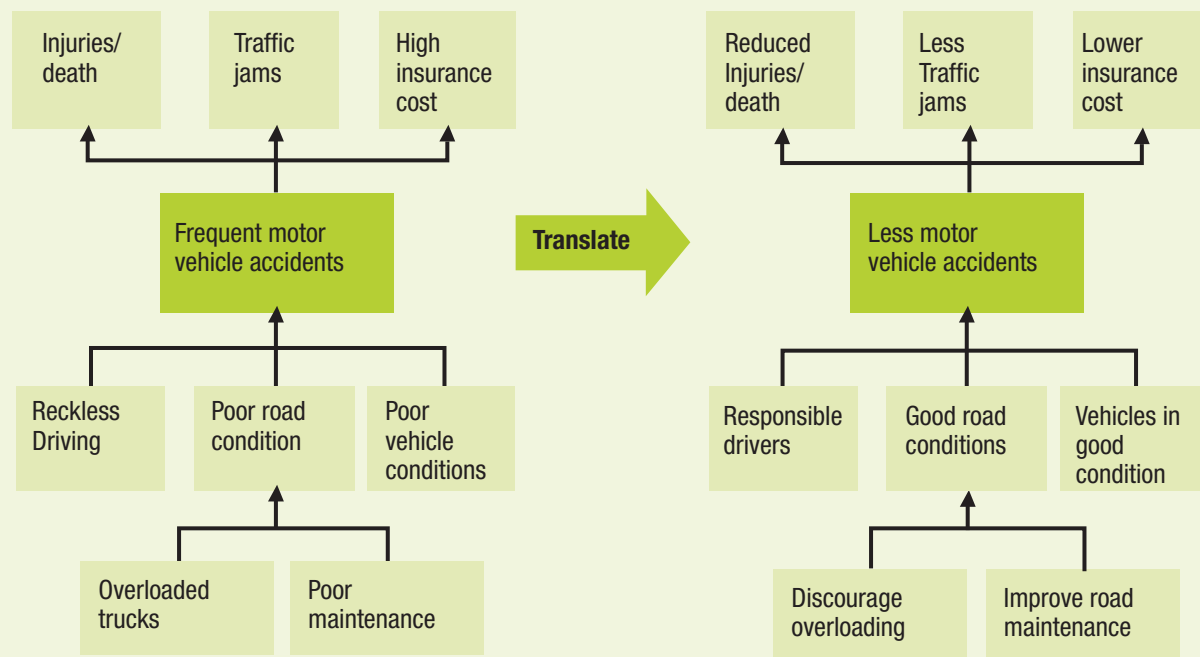 Injuries/
death
Traffic
jams
High
insurance
cost
Frequent motor
vehicle accidents
Reckless
Driving
Poor road
condition
Poor
vehicle
conditions
Overloaded
trucks
Poor
maintenance
Translate
Reduced
Injuries/
death
Less
Traffic
jams
Lower
insurance
cost
Less motor
vehicle accidents
Responsible
drivers
Good road
conditions
Vehicles in
good
condition
Discourage
overloading
Improve road
maintenance